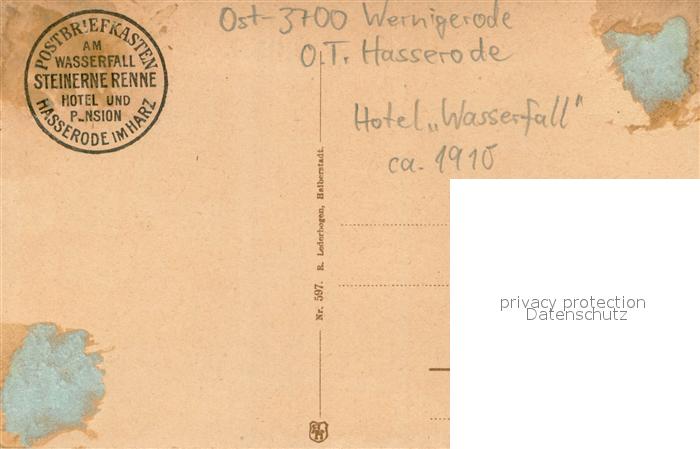 POSTBRIEFKASTEN
AM
WASSERFALL
STEINERNE RENNE
HOTEL UND
P_NSION
HASSERODE IM HARZ
Ost-3700 Wernigerode
O.T. Hasserode
Hotel „Wasserfall"
ca. 1910
Nr. 597. R. Lederbogen, Halberstadt.
privacy protection
Datenschutz